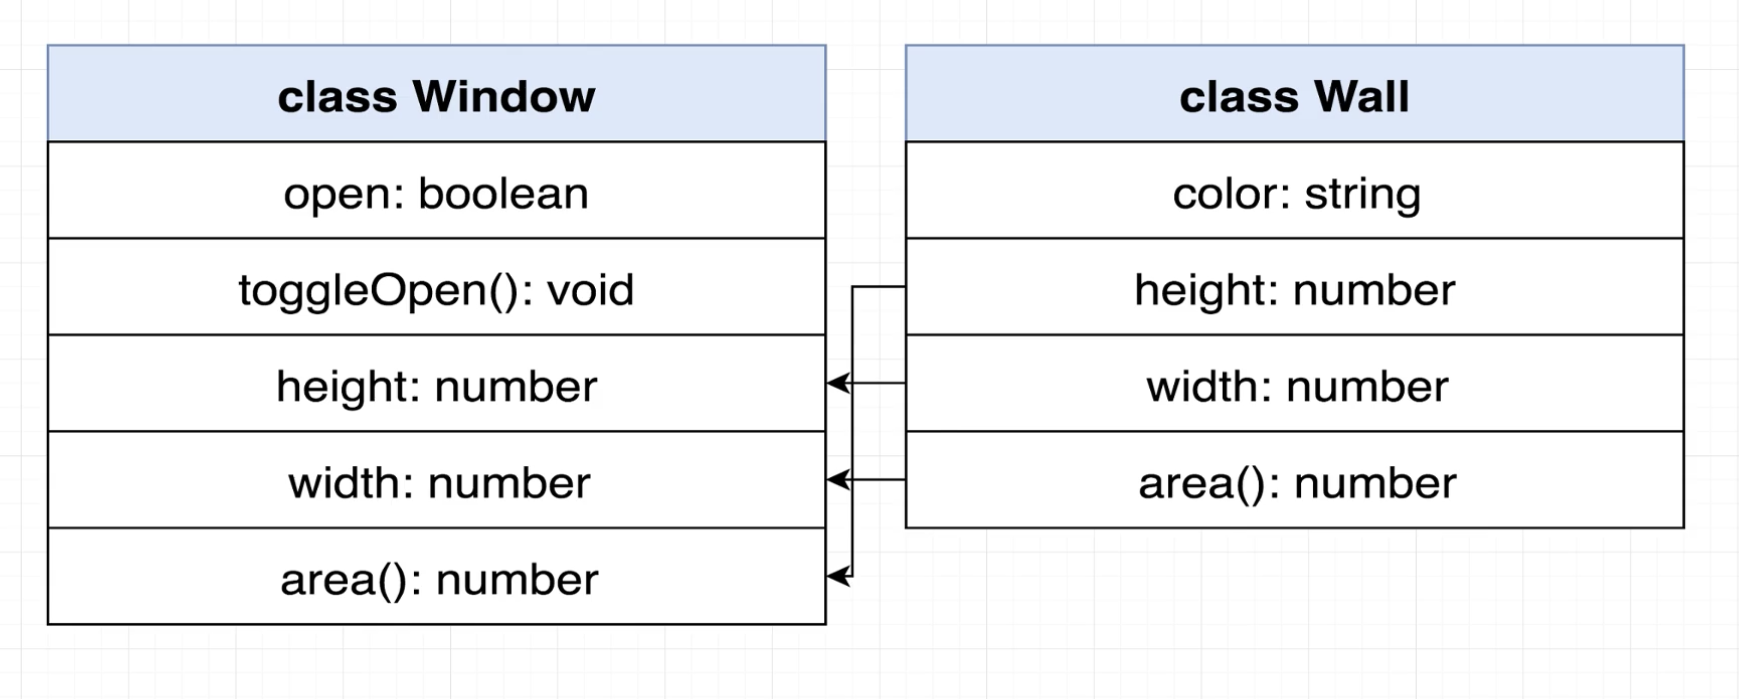 class Window
open: boolean
toggleOpen(): void
height: number
width: number
area(): number
class Wall
color: string
height: number
width: number
area(): number